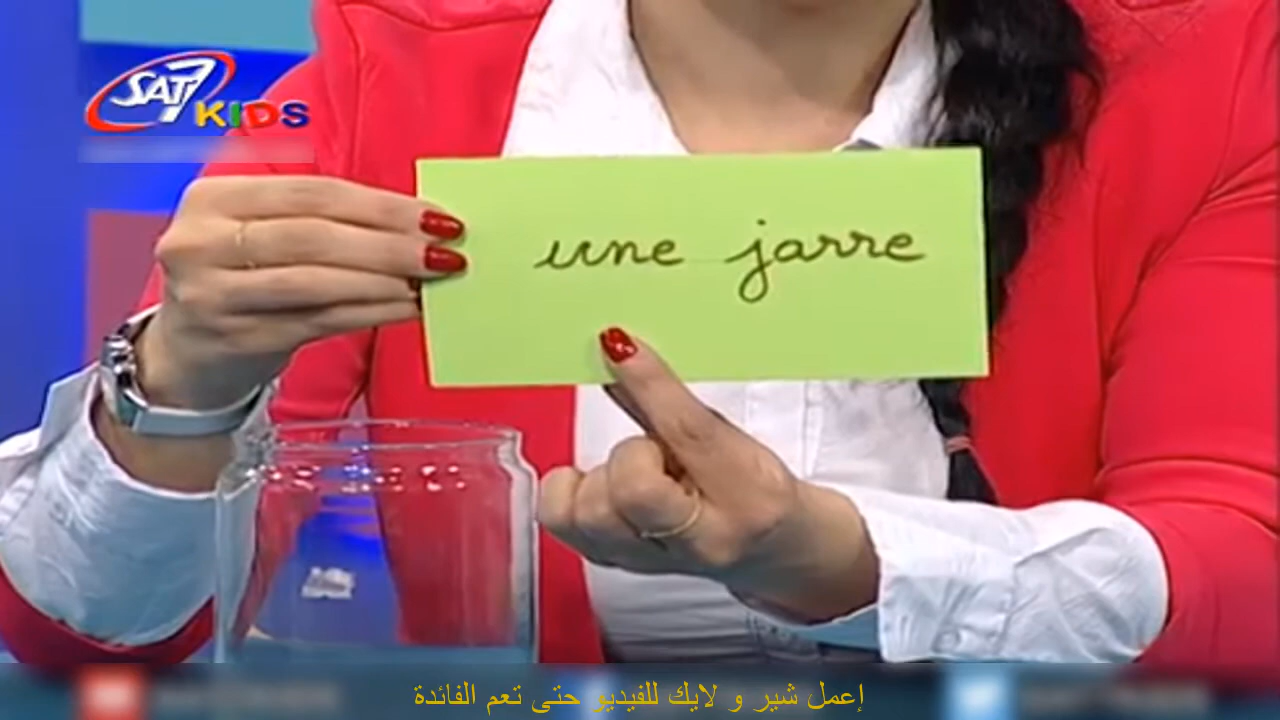 SAT7 KIDS
une jarre
إعمل شير و لايك للفيديو حتى تعم الفائدة